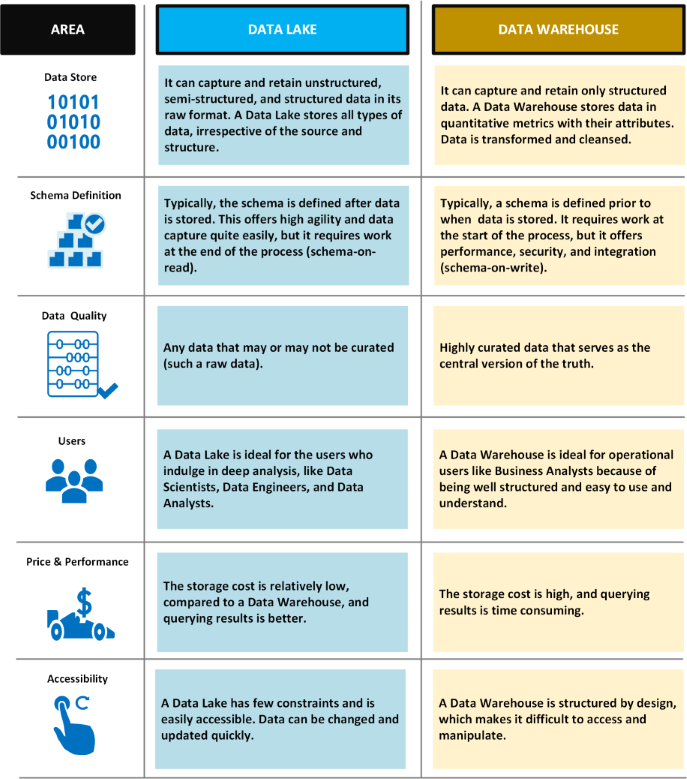 AREA
DATA LAKE
DATA WAREHOUSE
Data Store
10101
01010
00100
It can capture and retain unstructured,
semi-structured, and structured data in its
raw format. A Data Lake stores all types of
data, irrespective of the source and
structure.
It can capture and retain only structured
data. A Data Warehouse stores data in
quantitative metrics with their attributes.
Data is transformed and cleansed.
Schema Definition
Typically, the schema is defined after data
is stored. This offers high agility and data
capture quite easily, but it requires work
at the end of the process (schema-on-
read).
Typically, a schema is defined prior to
when data is stored. It requires work at
the start of the process, but it offers
performance, security, and integration
(schema-on-write).
Data Quality
Any data that may or may not be curated
(such a raw data).
Highly curated data that serves as the
central version of the truth.
Users
A Data Lake is ideal for the users who
indulge in deep analysis, like Data
Scientists, Data Engineers, and Data
Analysts.
A Data Warehouse is ideal for operational
users like Business Analysts because of
being well structured and easy to use and
understand.
Price & Performance
$
The storage cost is relatively low,
compared to a Data Warehouse, and
querying results is better.
The storage cost is high, and querying
results is time consuming.
Accessibility
A Data Lake has few constraints and is
easily accessible. Data can be changed and
updated quickly.
A Data Warehouse is structured by design,
which makes it difficult to access and
manipulate.